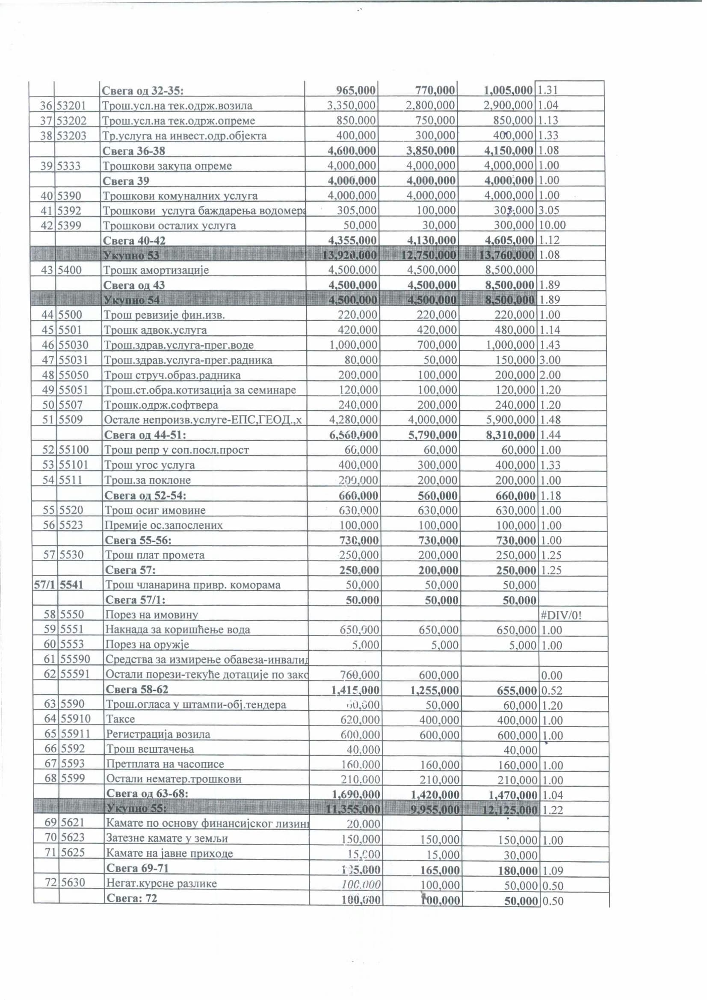 Свега од 32-35: 965,000 770,000 1,005,000 1.31
36 53201 Трош.усл.на тек.одрж.возила 3,350,000 2,800,000 2,900,000 1.04
37 53202 Трош.усл.на тек.одрж.опреме 850.000 750,000 850,000 1.13
38 53203 Тр.услуга на инвест.одр.објекта 400,000 300,000 400,000 1.33
Свега 36-38 4,600,000 3,850,000 4,150,000 1.08
39 5333 Трошкови закупа опреме 4,000,000 4,000,000 4,000,000 1.00
Свега 39 4,000,000 4,000,000 4,000,000 1.00
40 5390 Трошкови комуналних услуга 4,000,000 4,000,000 4,000,000 1.00
41 5392 Трошкови услуга баждарења водомера 305,000 100,000 305,000 3.05
42 5399 Трошкови осталих услуга 50,000 30,000 300,000 10.00
Свега 40-42 4,355,000 4,130,000 4,605,000 1.12
Укупно 53 13,920,000 12,750,000 13,760,000 1.08
43 5400 Трошк амортизације 4,500.000 4,500,000 8,500,000
Свега од 43 4,500,000 4,500,000 8,500,000 1.89
Укупно 54 4,500,000 4,500,000 8,500,000 1.89
44 5500 Трош ревизије фин.изв. 220.000 220,000 220,000 1.00
45 5501 Трошк адвок.услуга 420,000 420,000 480,000 1.14
46 55030 Трош.здрав.услуга-прег.воде 1,000,000 700,000 1,000,000 1.43
47 55031 Трош.здрав.услуга-прег.радника 80,000 50,000 150,000 3.00
48 55050 Трош струч.образ.радника 200,000 100,000 200,000 2.00
49 55051 Трош.ст.обра.котизација за семинаре 120,000 100,000 120,000 1.20
50 5507 Трошк.одрж.софтвера 240,000 200,000 240,000 1.20
51 5509 Остале непроизв.услуге-ЕПС,ГЕОД.,х 4,280,000 4,000,000 5,900,000 1.48
Свега од 44-51: 6,560,000 5,790,000 8,310,000 1.44
52 55100 Трош репр у соп.посл.прост 60,000 60,000 60,000 1.00
53 55101 Трош угос услуга 400,000 300,000 400,000 1.33
54 5511 Трош.за поклоне 200,000 200,000 200,000 1.00
Свега од 52-54: 660,000 560,000 660,000 1.18
55 5520 Трош осиг имовине 630,000 630,000 630,000 1.00
56 5523 Премије ос.запослених 100,000 100,000 100,000 1.00
Свега 55-56: 730,000 730,000 730,000 1.00
57 5530 Трош плат промета 250,000 200,000 250,000 1.25
Свега 57: 250,000 200,000 250,000 1.25
57/1 5541 Трош чланарина привр. коморама 50.000 50,000 50,000
Свега 57/1: 50.000 50,000 50,000
58 5550 Порез на имовину #DIV/0!
59 5551 Накнада за коришћење вода 650,000 650,000 650,000 1.00
60 5553 Порез на оружје 5.000 5,000 5,000 1.00
61 55590 Средства за измирење обавеза-инвалид
62 55591 Остали порези-текуће дотације по зако 760.000 600,000 0.00
Свега 58-62 1,415,000 1,255,000 655,000 0.52
63 5590 Трош.огласа у штампи-обј.тендера 60,000 50,000 60,000 1.20
64 55910 Таксе 620,000 400,000 400,000 1.00
65 55911 Регистрација возила 600.000 600,000 600,000 1.00
66 5592 Трош вештачења 40.000 40,000
67 5593 Претплата на часописе 160.000 160,000 160,000 1.00
68 5599 Остали нематер.трошкови 210.000 210,000 210,000 1.00
Свега од 63-68: 1,690,000 1,420,000 1,470,000 1.04
Укупно 55: 11,355,000 9,955,000 12,125,000 1.22
69 5621 Камате по основу финансијског лизинг 20.000
70 5623 Затезне камате у земљи 150,000 150,000 150,000 1.00
71 5625 Камате на јавне приходе 15,000 15,000 30,000
Свега 69-71 165,000 180,000 1.09
72 5630 Негат.курсне разлике 100.000 100,000 50,000 0.50
Свега: 72 100,000 100,000 50,000 0.50